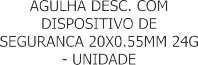 AGULHA DESC. COM
DISPOSITIVO DE
SEGURANCA 20X0.55MM 24G
- UNIDADE